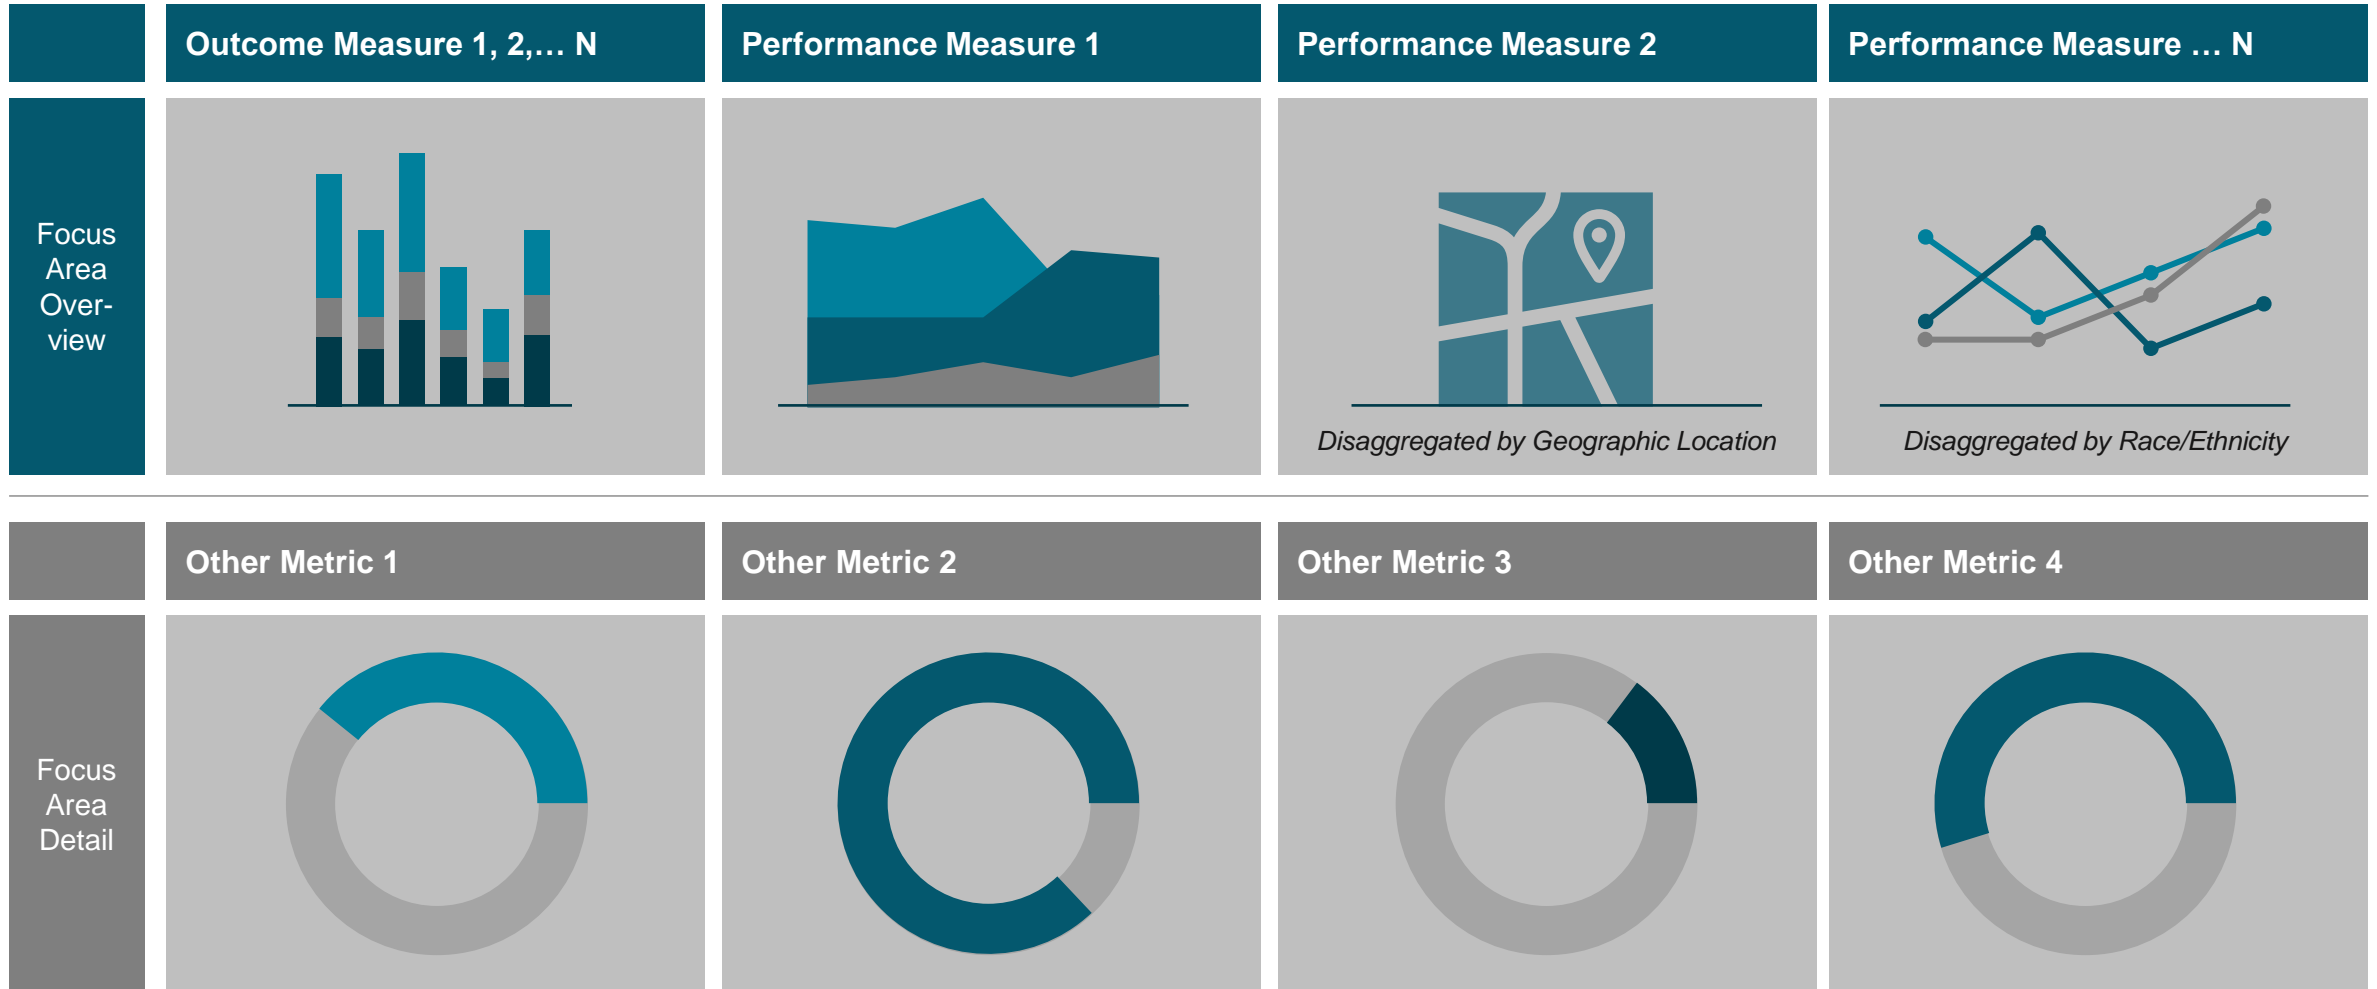 Outcome Measure 1, 2,… N
Performance Measure 1
Performance Measure 2
Performance Measure … N
Focus
Area
Over-
view
Disaggregated by Geographic Location
Disaggregated by Race/Ethnicity
Other Metric 1
Other Metric 2
Other Metric 3
Other Metric 4
Focus
Area
Detail